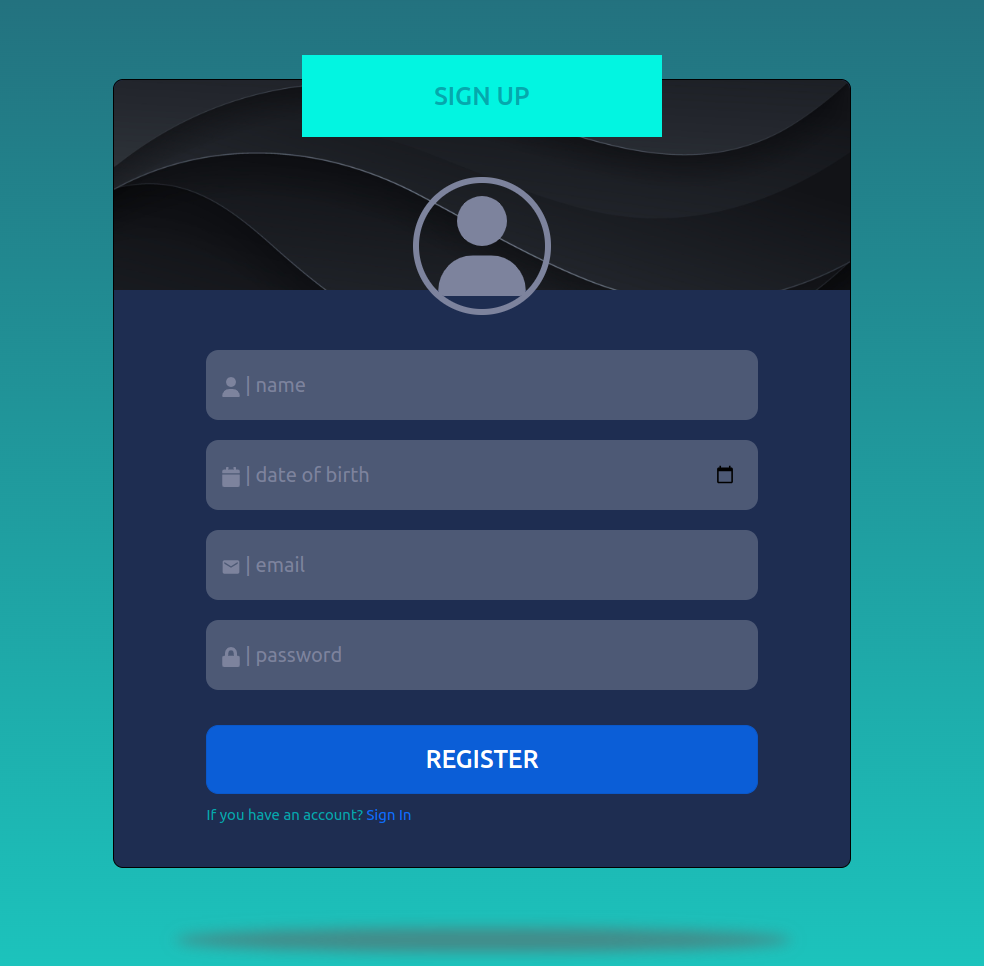 SIGN UP
| name
| date of birth
| email
| password
REGISTER
If you have an account? Sign In